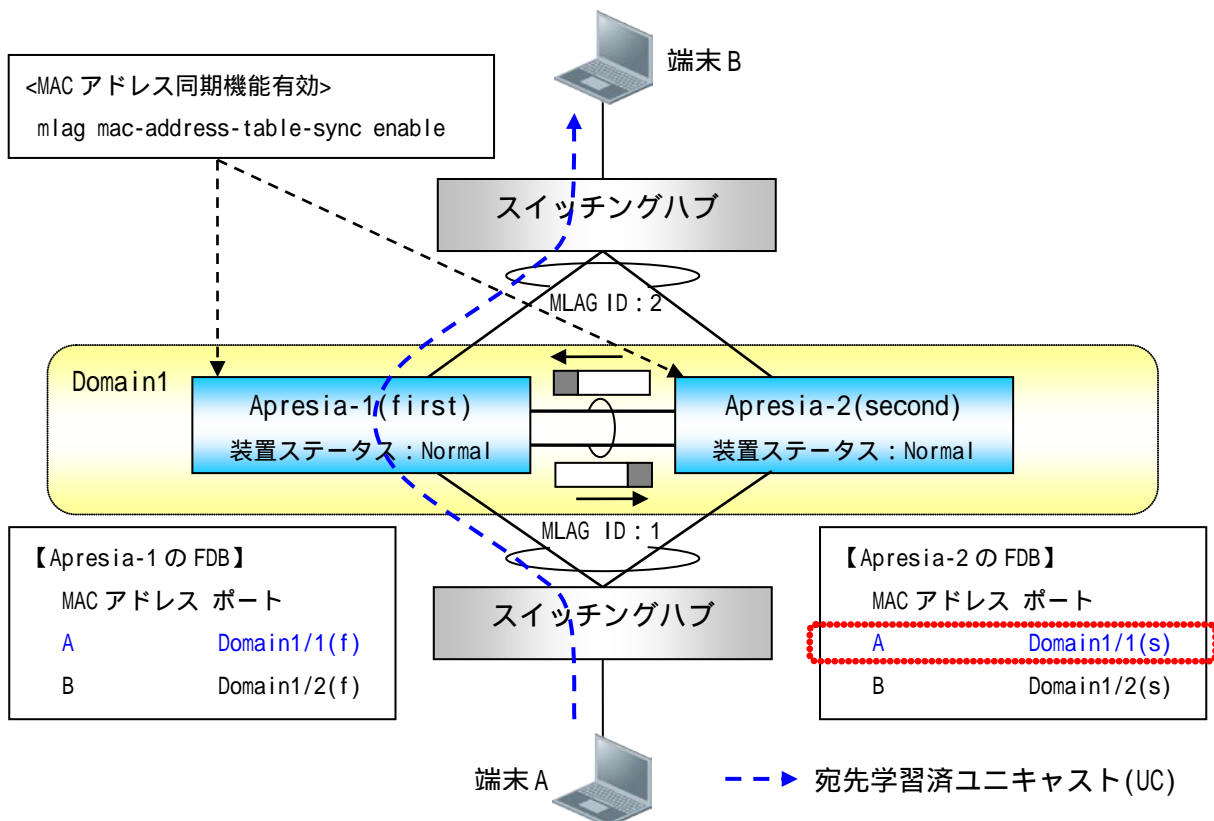 端末B
<MACアドレス同期機能有効>
mlag mac-address-table-sync enable
スイッチングハブ
MLAG ID:2
Domain1
Apresia-1(first)
装置ステータス:Normal
Apresia-2(second)
装置ステータス:Normal
MLAG ID:1
【Apresia-1のFDB】
MACアドレス ポート
A Domain1/1(f)
B Domain1/2(f)
スイッチングハブ
【Apresia-2のFDB】
MACアドレス ポート
A Domain1/1(s)
B Domain1/2(s)
端末A
宛先学習済ユニキャスト(UC)